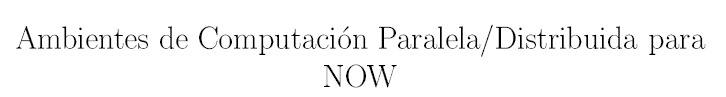 Ambientes de Computación Paralela/Distribuida para
NOW